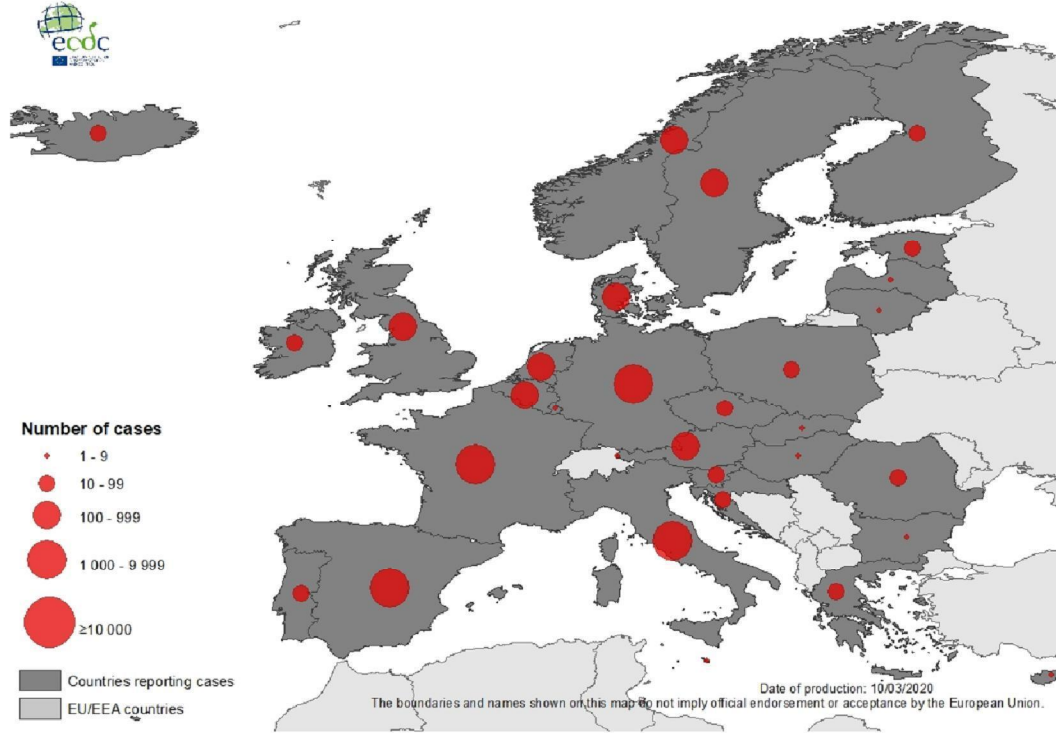 ecdc
Number of cases
1 - 9
10 - 99
100 - 999
1 000 - 9 999
≥10 000
Countries reporting cases
EU/EEA countries
Date of production: 10/03/2020
The boundaries and names shown on this map do not imply official endorsement or acceptance by the European Union.